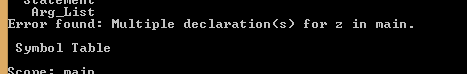 Statement
Arg_List
Error found: Multiple declaration(s) for z in main.
Symbol Table
Scope: main